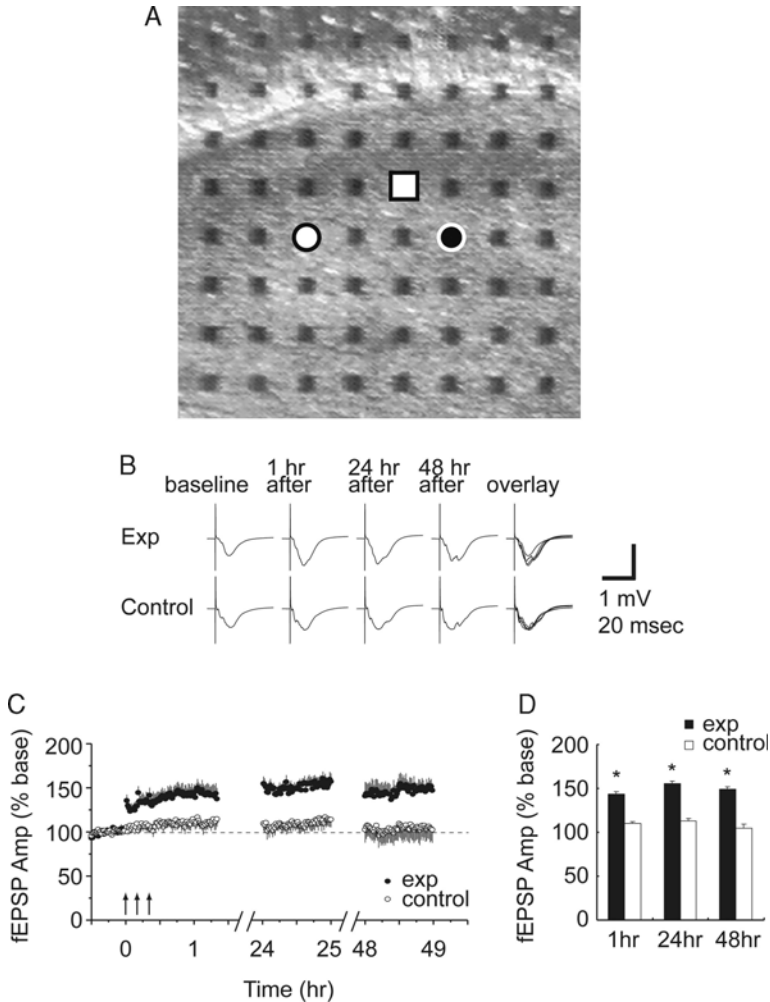 A
B
baseline
1 hr after
24 hr after
48 hr after
overlay
Exp
Control
1 mV
20 msec
C
fEPSP Amp (% base)
200
150
100
50
0
exp
control
0
1
24
25
48
49
Time (hr)
D
exp
control
fEPSP Amp (% base)
200
150
100
50
0
*
*
*
1hr
24hr
48hr